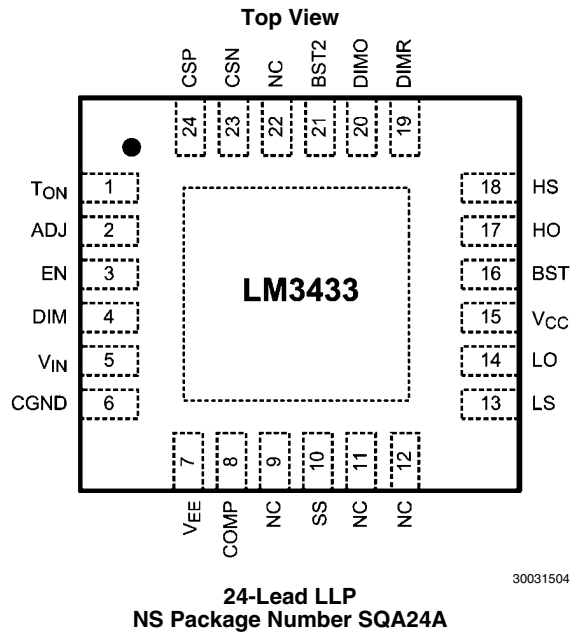 Top View
CSP CSN NC BST2 DIMO DIMR
24 23 22 21 20 19
TON 1 18 HS
ADJ 2 17 HO
EN 3 16 BST
LM3433
DIM 4 15 VCC
VIN 5 14 LO
CGND 6 13 LS
7 8 9 10 11 12
VEE COMP NC SS NC NC
30031504
24-Lead LLP
NS Package Number SQA24A